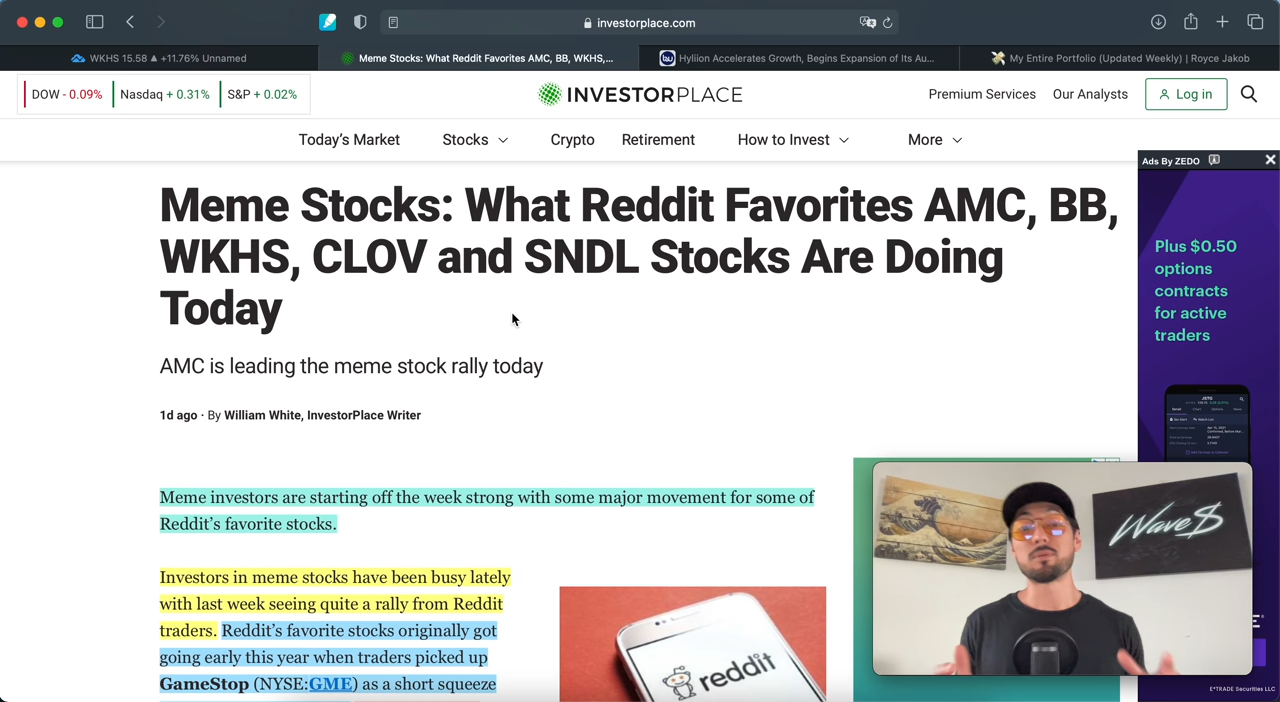 investorplace.com
WKHS 15.58 ▲ +11.76% Unnamed
Meme Stocks: What Reddit Favorites AMC, BB, WKHS,...
Hyliion Accelerates Growth, Begins Expansion of Its Au...
My Entire Portfolio (Updated Weekly) | Royce Jakob
DOW - 0.09%
Nasdaq + 0.31%
S&P + 0.02%
INVESTORPLACE
Premium Services
Our Analysts
Log in
Today's Market
Stocks
Crypto
Retirement
How to Invest
More
Ads By ZEDO
Meme Stocks: What Reddit Favorites AMC, BB,
WKHS, CLOV and SNDL Stocks Are Doing
Today
AMC is leading the meme stock rally today
1d ago · By William White, InvestorPlace Writer
Plus $0.50
options
contracts
for active
traders
Meme investors are starting off the week strong with some major movement for some of
Reddit's favorite stocks.
Investors in meme stocks have been busy lately
with last week seeing quite a rally from Reddit
traders. Reddit's favorite stocks originally got
going early this year when traders picked up
GameStop (NYSE:GME) as a short squeeze
reddit
Wave$
E*TRADE Securities LLC